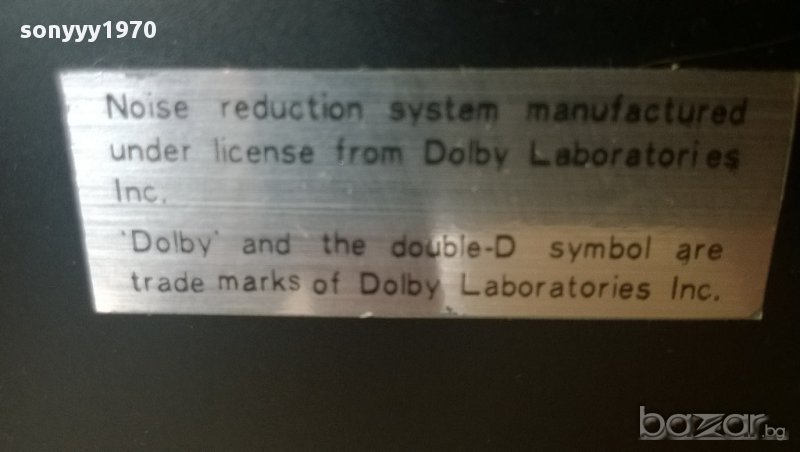 sonyyy1970
Noise reduction system manufactured
under license from Dolby Laboratories
Inc.
'Dolby' and the double-D symbol are
trade marks of Dolby Laboratories Inc.
bazar.bg